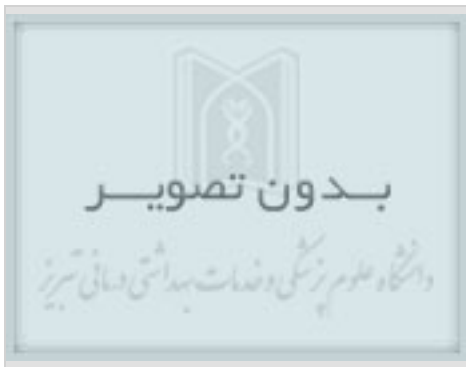 بدون تصویر
دانشگاه علوم پزشکی و خدمات بهداشتی درمانی تبریز